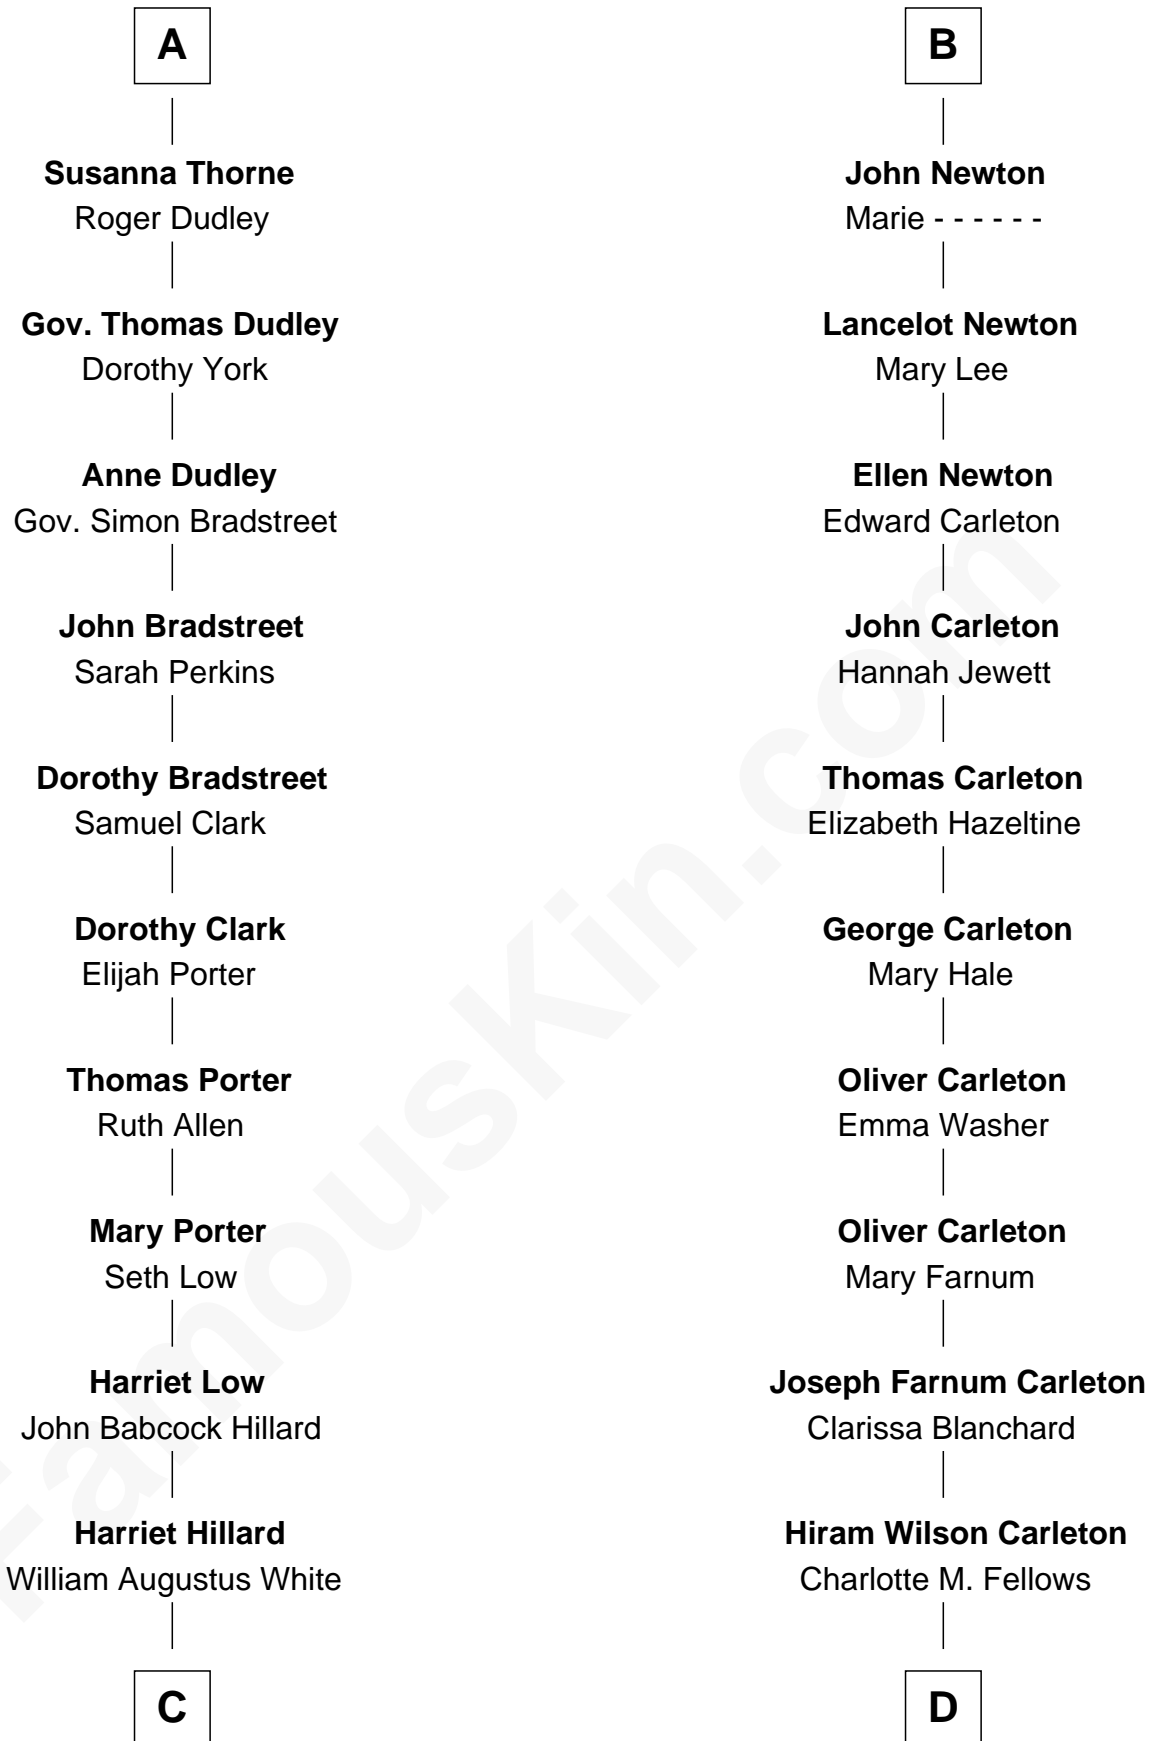 A
Susanna Thorne
Roger Dudley
Gov. Thomas Dudley
Dorothy York
Anne Dudley
Gov. Simon Bradstreet
John Bradstreet
Sarah Perkins
Dorothy Bradstreet
Samuel Clark
Dorothy Clark
Elijah Porter
Thomas Porter
Ruth Allen
Mary Porter
Seth Low
Harriet Low
John Babcock Hillard
Harriet Hillard
William Augustus White
C
B
John Newton
Marie - - - - - -
Lancelot Newton
Mary Lee
Ellen Newton
Edward Carleton
John Carleton
Hannah Jewett
Thomas Carleton
Elizabeth Hazeltine
George Carleton
Mary Hale
Oliver Carleton
Emma Washer
Oliver Carleton
Mary Farnum
Joseph Farnum Carleton
Clarissa Blanchard
Hiram Wilson Carleton
Charlotte M. Fellows
D
FamousKin.com